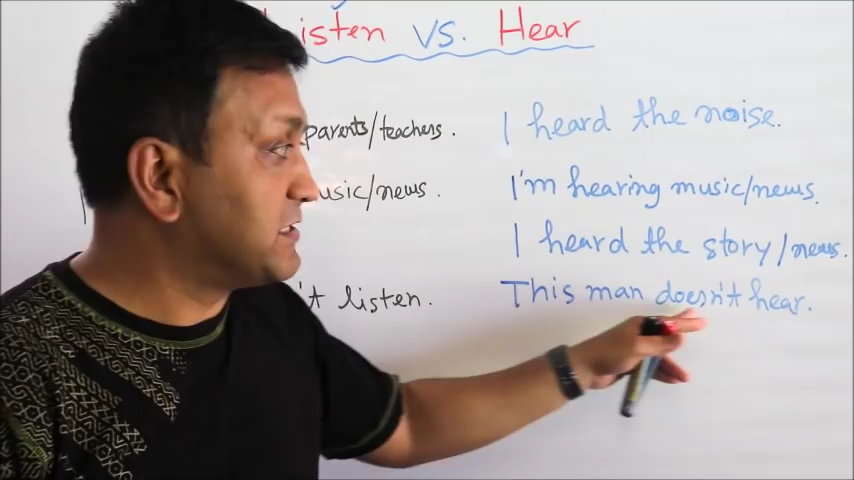 Listen vs. Hear
parents/teachers. I heard the noise.
music/news. I'm hearing music/news.
I heard the story/news.
listen. This man doesn't hear.